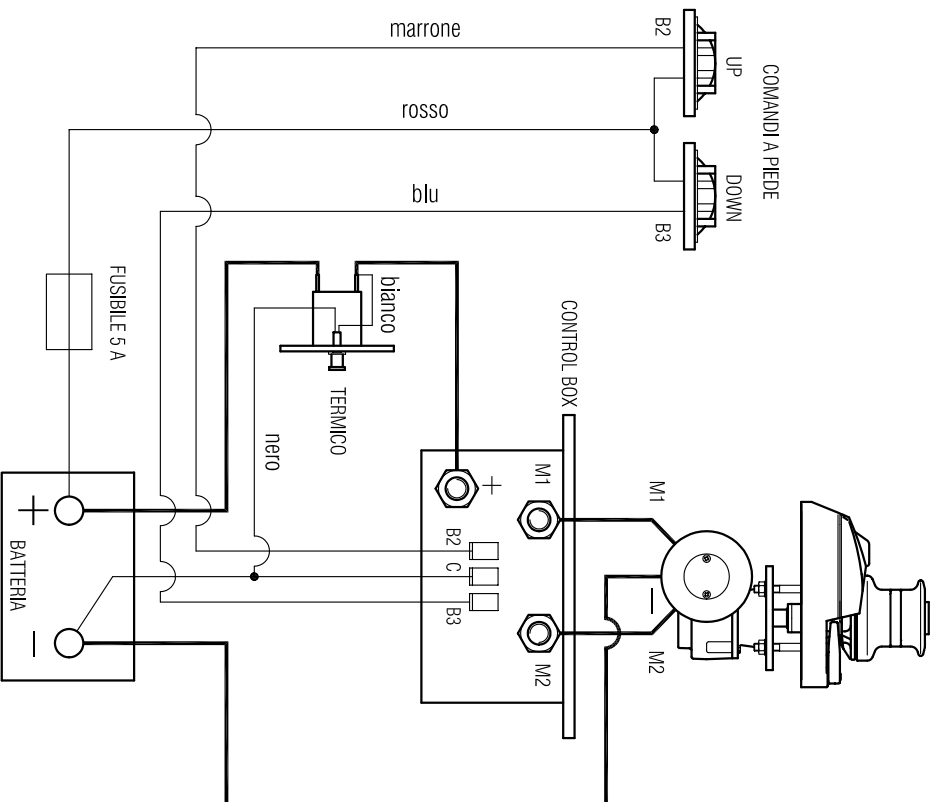 marrone
rosso
blu
B2
UP
COMANDI A PIEDE
DOWN
B3
FUSIBILE 5 A
bianco
TERMICO
nero
CONTROL BOX
+
M1
M2
B2
C
B3
M1
−
M2
+
BATTERIA
−